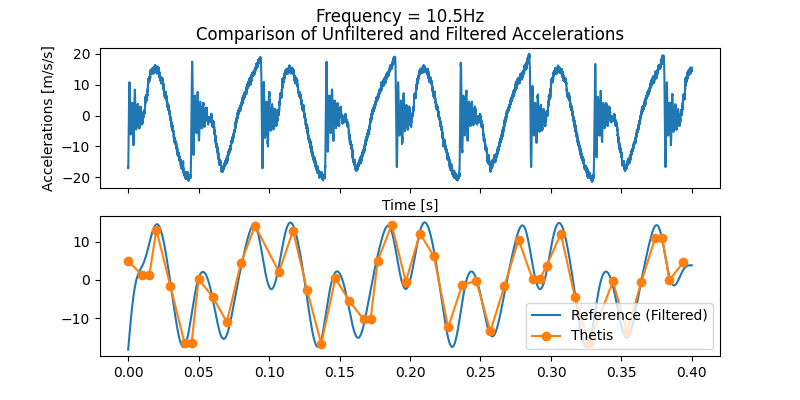 Frequency = 10.5Hz
Comparison of Unfiltered and Filtered Accelerations
Accelerations [m/s/s]
20
10
0
−10
−20
Time [s]
10
0
−10
Reference (Filtered)
Thetis
0.00 0.05 0.10 0.15 0.20 0.25 0.30 0.35 0.40